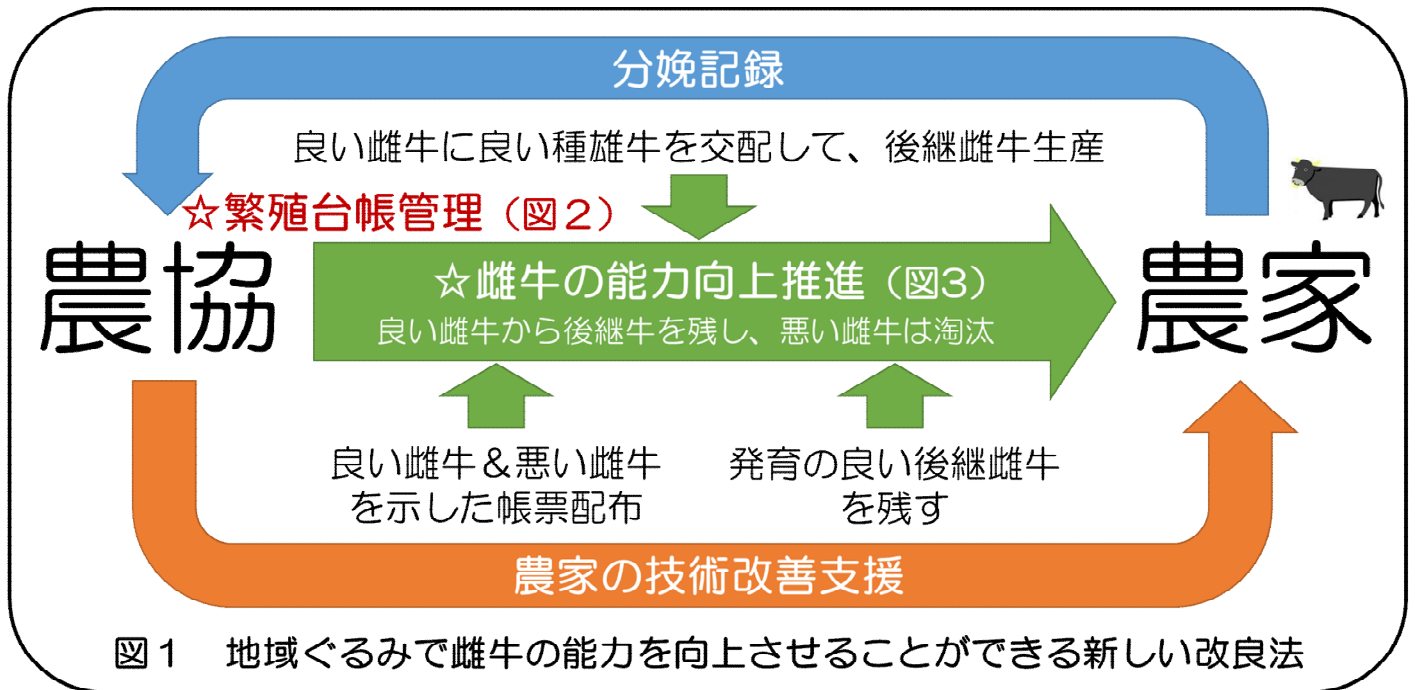 分娩記録
良い雌牛に良い種雄牛を交配して、後継雌牛生産
☆繁殖台帳管理（図２）
農協
☆雌牛の能力向上推進（図3）
良い雌牛から後継牛を残し、悪い雌牛は淘汰
農家
良い雌牛＆悪い雌牛
を示した帳票配布
発育の良い後継雌牛
を残す
農家の技術改善支援
図１　地域ぐるみで雌牛の能力を向上させることができる新しい改良法